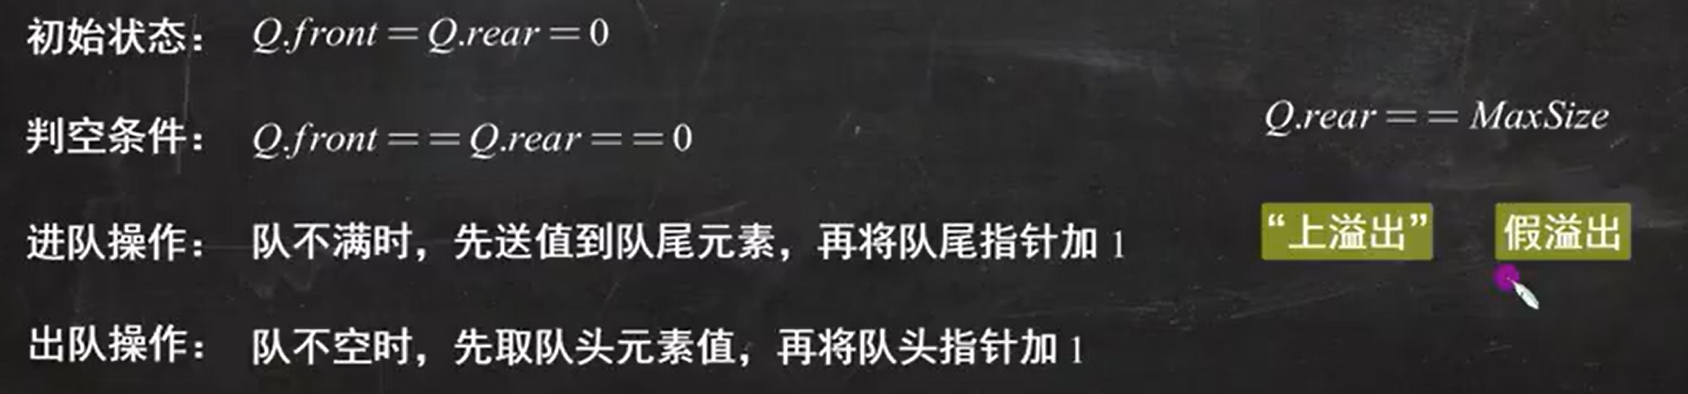 初始状态： Q.front = Q.rear = 0
判空条件： Q.front = = Q.rear = = 0
Q.rear = = MaxSize
进队操作： 队不满时，先送值到队尾元素，再将队尾指针加 1
“上溢出” 假溢出
出队操作： 队不空时，先取队头元素值，再将队头指针加 1